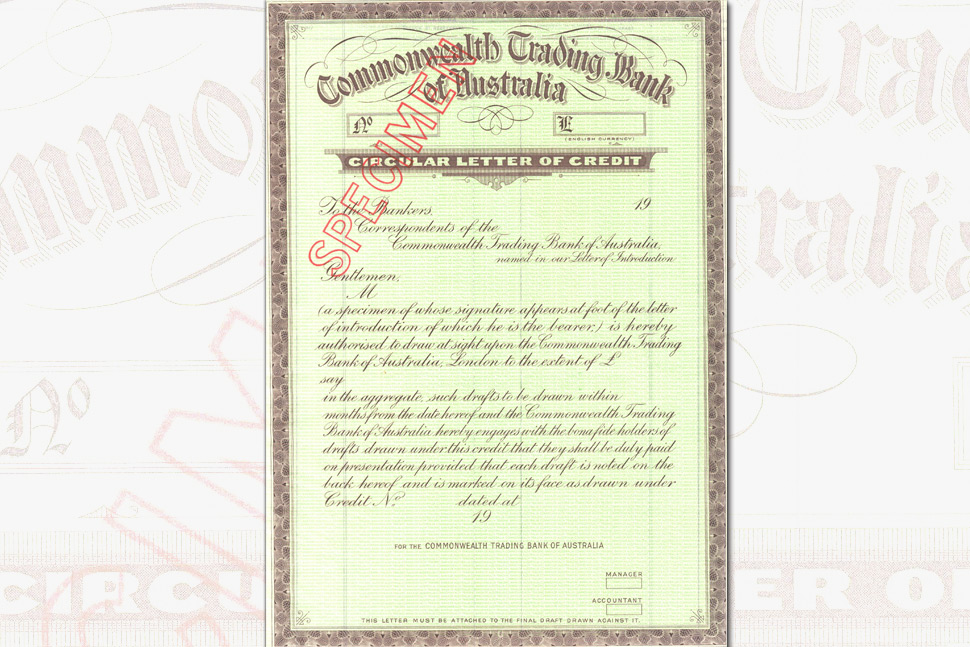 Commonwealth Trading Bank
of Australia
SPECIMEN
No £
(ENGLISH CURRENCY)
CIRCULAR LETTER OF CREDIT
To the Bankers, 19
Correspondents of the
Commonwealth Trading Bank of Australia,
named in our Letter of Introduction
Gentlemen,
M
(a specimen of whose signature appears at foot of the letter
of introduction of which he is the bearer,) is hereby
authorised to draw at sight upon the Commonwealth Trading
Bank of Australia, London to the extent of £
say
in the aggregate, such drafts to be drawn within
months from the date hereof and the Commonwealth Trading
Bank of Australia hereby engages with the bona fide holders of
drafts drawn under this credit that they shall be duly paid
on presentation provided that each draft is noted on the
back hereof and is marked on its face as drawn under
Credit No. dated at
19
FOR THE COMMONWEALTH TRADING BANK OF AUSTRALIA
MANAGER
ACCOUNTANT
THIS LETTER MUST BE ATTACHED TO THE FINAL DRAFT DRAWN AGAINST IT.